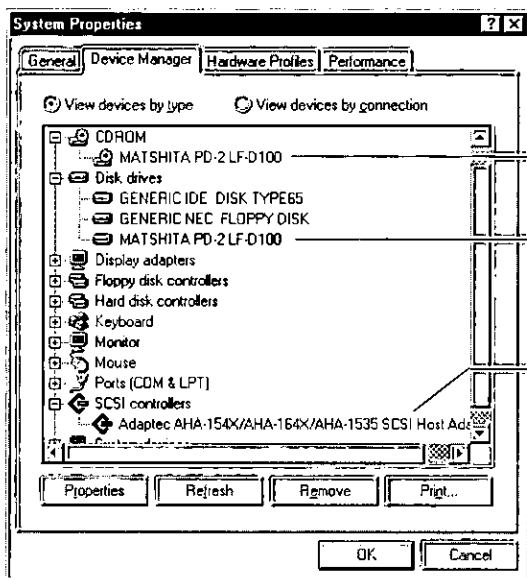 System Properties
General Device Manager Hardware Profiles Performance
View devices by type View devices by connection
CDROM
MATSHITA PD-2 LF-D100
Disk drives
GENERIC IDE DISK TYPE65
GENERIC NEC FLOPPY DISK
MATSHITA PD-2 LF-D100
Display adapters
Floppy disk controllers
Hard disk controllers
Keyboard
Monitor
Mouse
Ports (COM & LPT)
SCSI controllers
Adaptec AHA-154X/AHA-164X/AHA-1535 SCSI Host Ada
Properties Refresh Remove Print...
OK Cancel